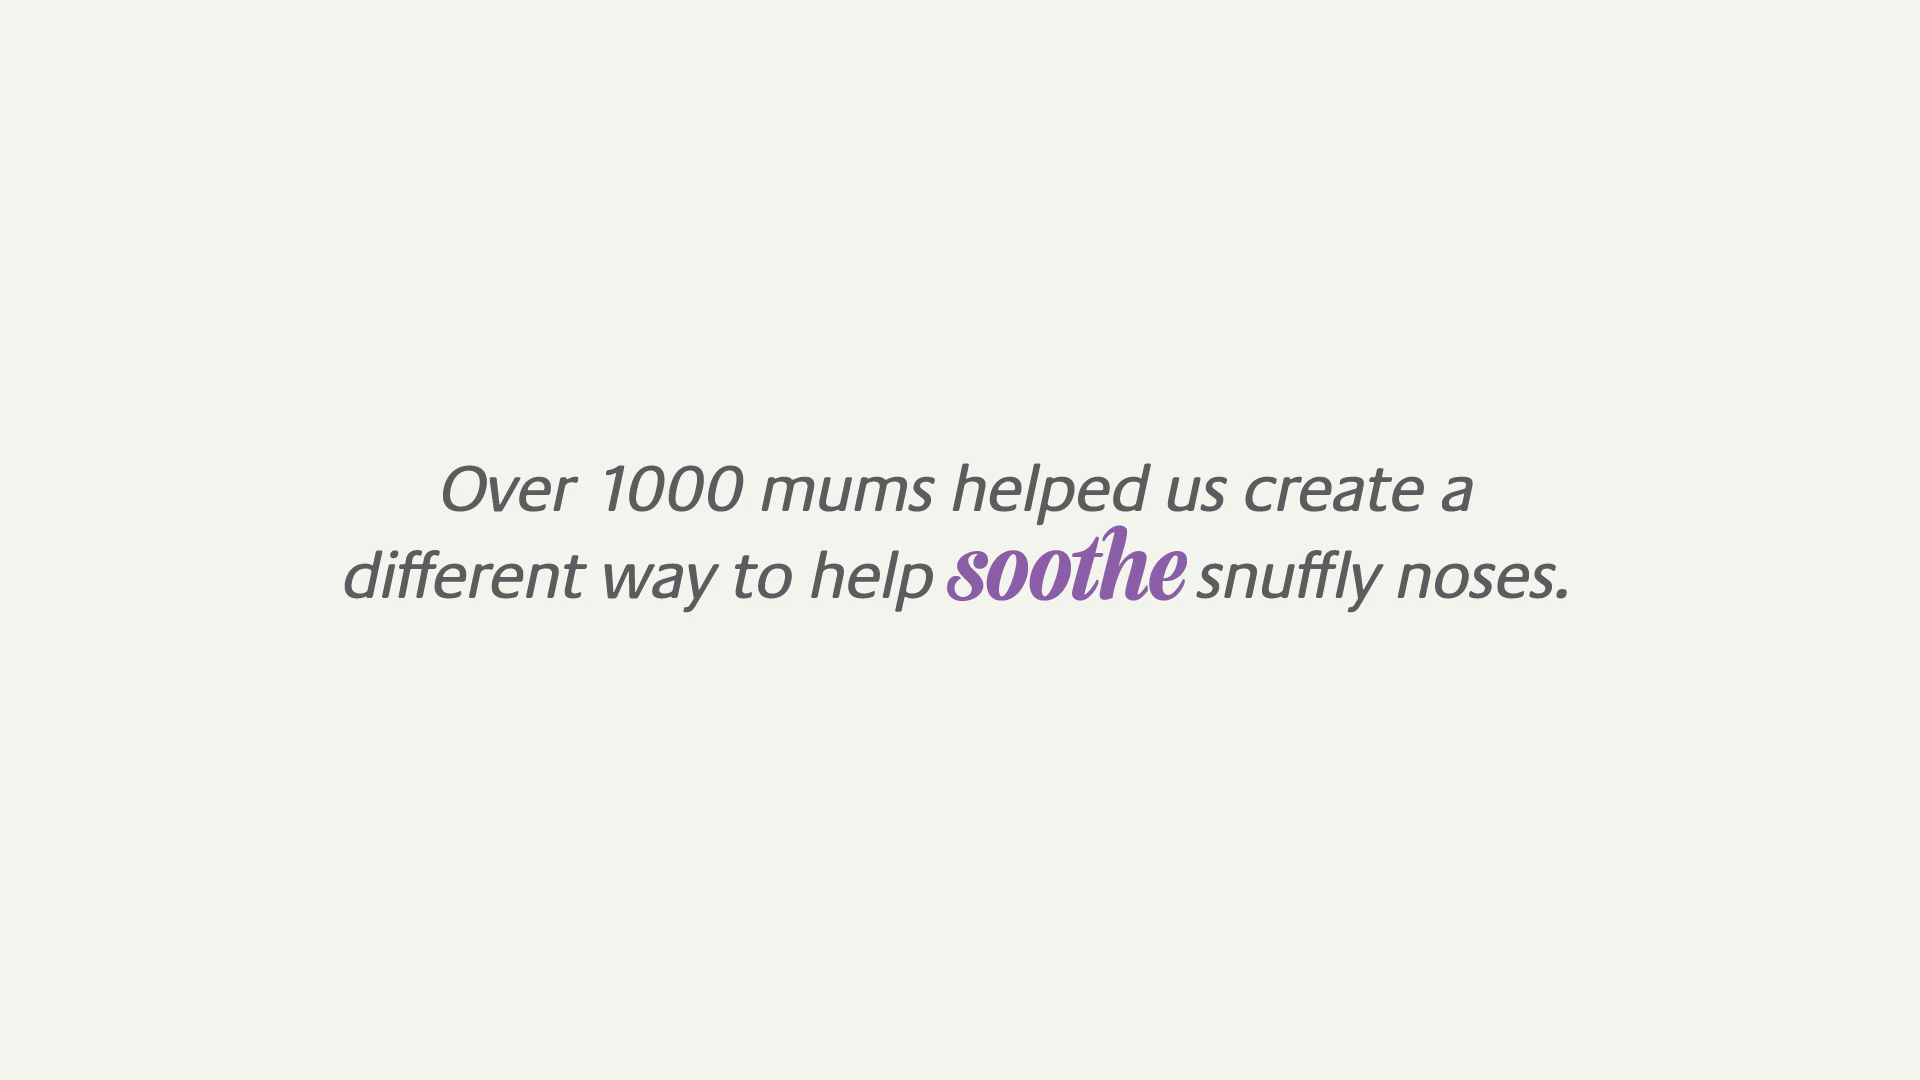 Over 1000 mums helped us create a
different way to help soothe snuffly noses.